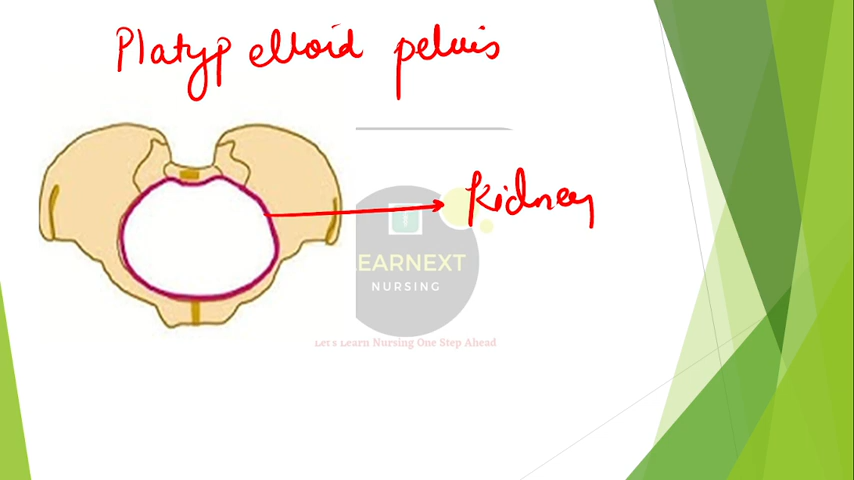 Platypelloid pelvis
Kidney
EARNEXT
NURSING
Let's Learn Nursing One Step Ahead